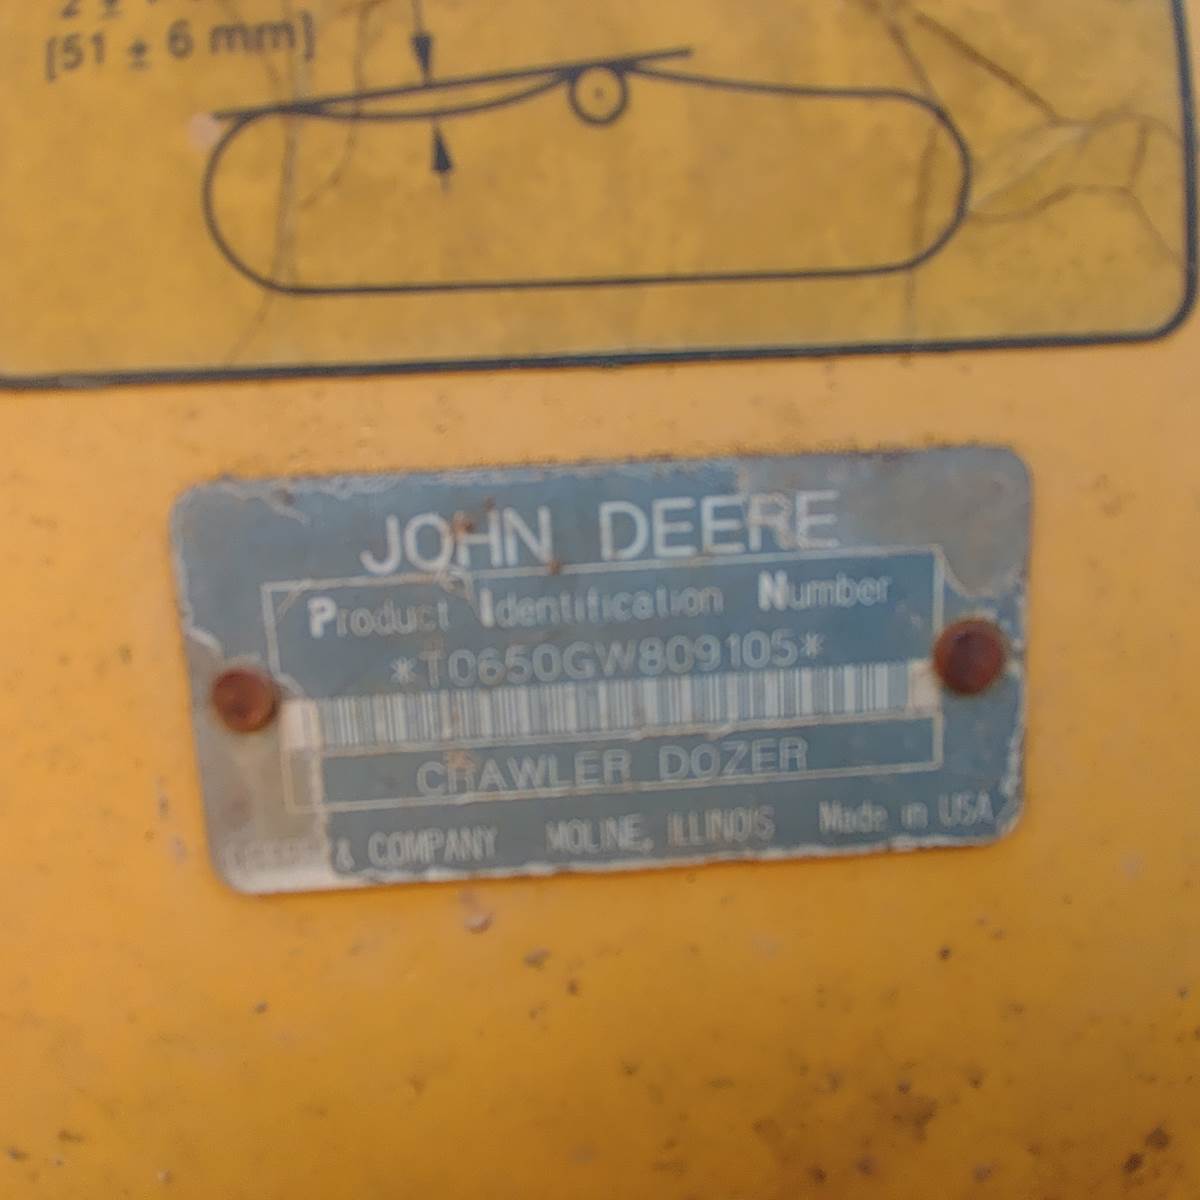 [51 ± 6 mm]
JOHN DEERE
Product Identification Number
*T0650GW809105*
CRAWLER DOZER
& COMPANY MOLINE, ILLINOIS Made in USA